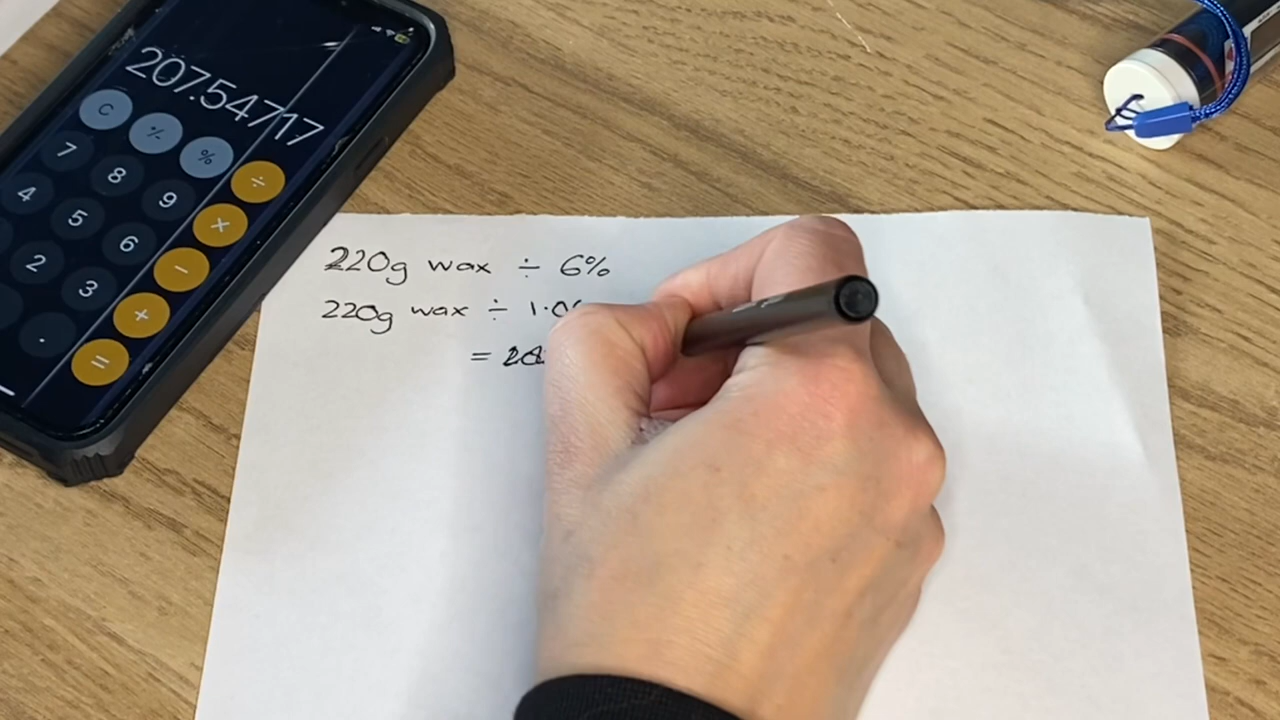 207.54717
C +/- % ÷
7 8 9 ×
4 5 6 −
2 3 +
. =
220g wax ÷ 6%
220g wax ÷ 1.0
=